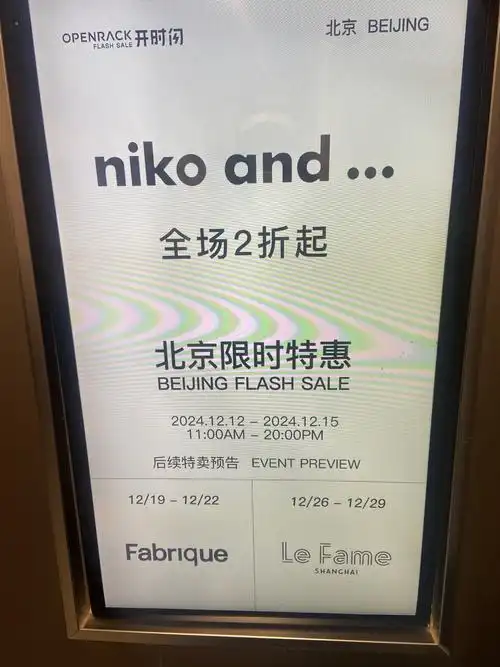 OPENRACK 开时闪
FLASH SALE
北京 BEIJING
niko and ...
全场2折起
北京限时特惠
BEIJING FLASH SALE
2024.12.12 – 2024.12.15
11:00AM – 20:00PM
后续特卖预告 EVENT PREVIEW
12/19 – 12/22
Fabrique
12/26 – 12/29
Le Fame
SHANGHAI